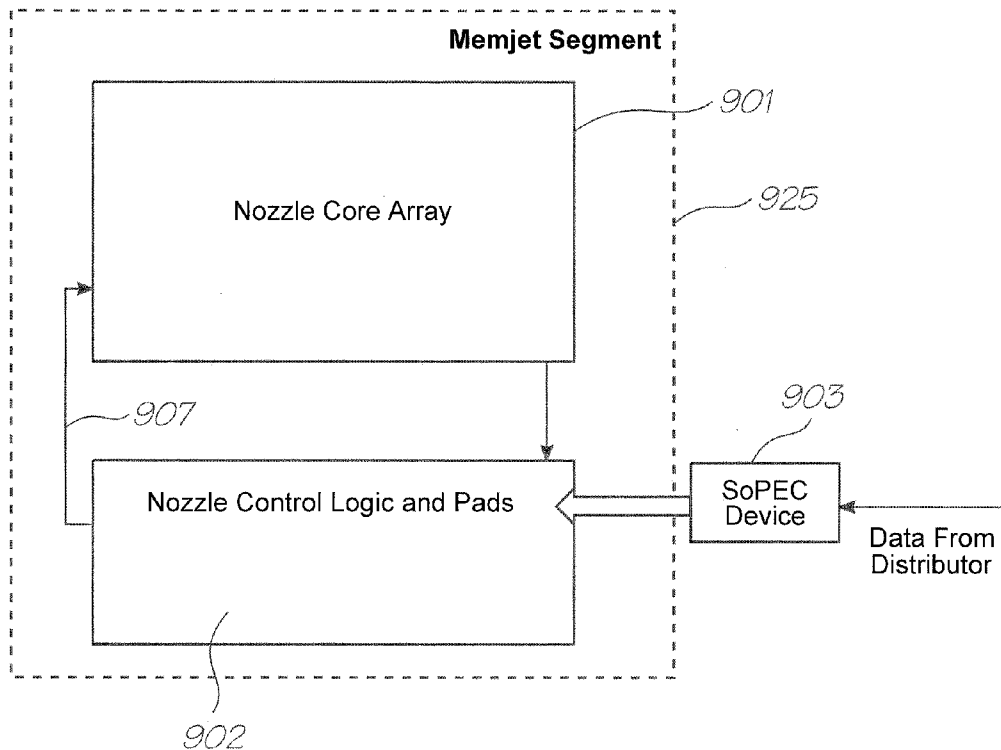 Memjet Segment
901
Nozzle Core Array
925
907
903
Nozzle Control Logic and Pads
SoPEC
Device
Data From
Distributor
902